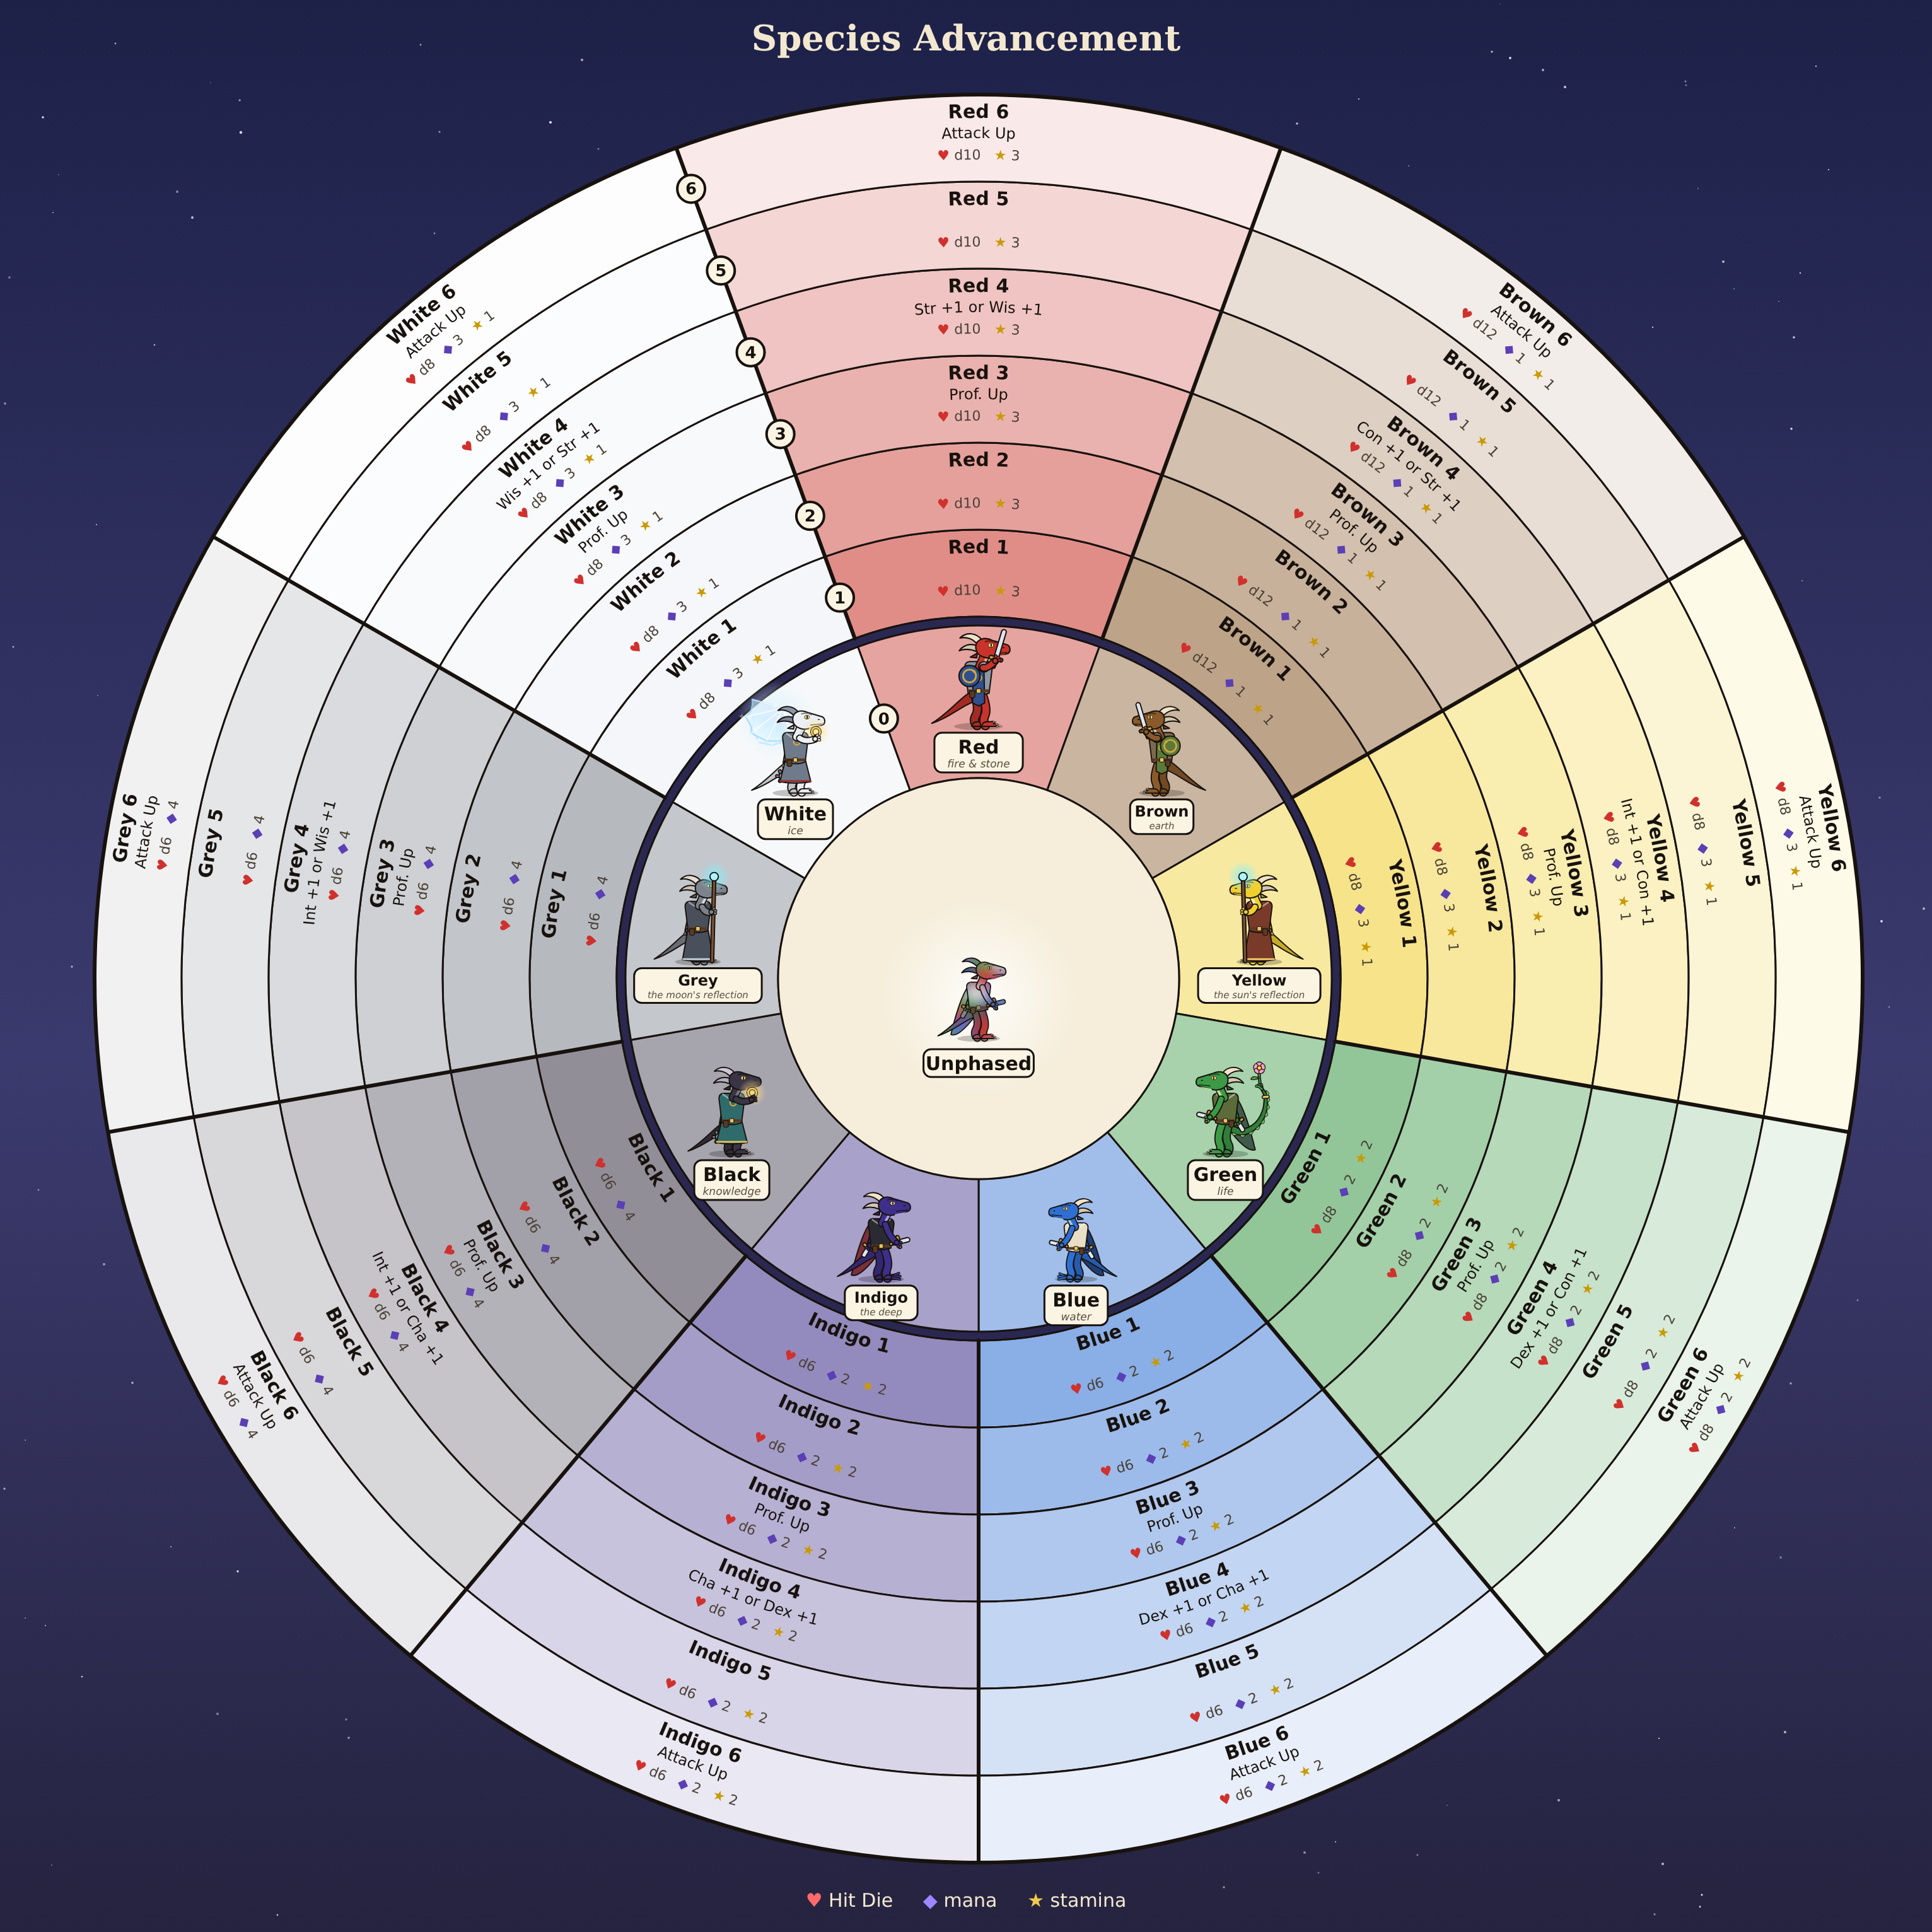 Species Advancement
Red 6
Attack Up
♥ d10 ★ 3
Red 5
♥ d10 ★ 3
Red 4
Str +1 or Wis +1
♥ d10 ★ 3
Red 3
Prof. Up
♥ d10 ★ 3
Red 2
♥ d10 ★ 3
Red 1
♥ d10 ★ 3
Red
fire & stone
Brown 6
Attack Up
♥ d12 ◆ 1 ★ 1
Brown 5
♥ d12 ◆ 1 ★ 1
Brown 4
Con +1 or Str +1
♥ d12 ◆ 1 ★ 1
Brown 3
Prof. Up
♥ d12 ◆ 1 ★ 1
Brown 2
♥ d12 ◆ 1 ★ 1
Brown 1
♥ d12 ◆ 1 ★ 1
Brown
earth
Yellow 6
Attack Up
♥ d8 ◆ 3 ★ 1
Yellow 5
♥ d8 ◆ 3 ★ 1
Yellow 4
Int +1 or Con +1
♥ d8 ◆ 3 ★ 1
Yellow 3
Prof. Up
♥ d8 ◆ 3 ★ 1
Yellow 2
♥ d8 ◆ 3 ★ 1
Yellow 1
♥ d8 ◆ 3 ★ 1
Yellow
the sun's reflection
Green 1
♥ d8 ◆ 2 ★ 2
Green 2
♥ d8 ◆ 2 ★ 2
Green 3
Prof. Up
♥ d8 ◆ 2 ★ 2
Green 4
Dex +1 or Con +1
♥ d8 ◆ 2 ★ 2
Green 5
♥ d8 ◆ 2 ★ 2
Green 6
Attack Up
♥ d8 ◆ 2 ★ 2
Green
life
Blue
water
Blue 1
♥ d6 ◆ 2 ★ 2
Blue 2
♥ d6 ◆ 2 ★ 2
Blue 3
Prof. Up
♥ d6 ◆ 2 ★ 2
Blue 4
Dex +1 or Cha +1
♥ d6 ◆ 2 ★ 2
Blue 5
♥ d6 ◆ 2 ★ 2
Blue 6
Attack Up
♥ d6 ◆ 2 ★ 2
Indigo
the deep
Indigo 1
♥ d6 ◆ 2 ★ 2
Indigo 2
♥ d6 ◆ 2 ★ 2
Indigo 3
Prof. Up
♥ d6 ◆ 2 ★ 2
Indigo 4
Cha +1 or Dex +1
♥ d6 ◆ 2 ★ 2
Indigo 5
♥ d6 ◆ 2 ★ 2
Indigo 6
Attack Up
♥ d6 ◆ 2 ★ 2
Black
knowledge
Black 1
♥ d6 ◆ 4
Black 2
♥ d6 ◆ 4
Black 3
Prof. Up
♥ d6 ◆ 4
Black 4
Int +1 or Cha +1
♥ d6 ◆ 4
Black 5
♥ d6 ◆ 4
Black 6
Attack Up
♥ d6 ◆ 4
Grey 6
Attack Up
♥ d6 ◆ 4
Grey 5
♥ d6 ◆ 4
Grey 4
Int +1 or Wis +1
♥ d6 ◆ 4
Grey 3
Prof. Up
♥ d6 ◆ 4
Grey 2
♥ d6 ◆ 4
Grey 1
♥ d6 ◆ 4
Grey
the moon's reflection
White 6
Attack Up
♥ d8 ◆ 3 ★ 1
White 5
♥ d8 ◆ 3 ★ 1
White 4
Wis +1 or Str +1
♥ d8 ◆ 3 ★ 1
White 3
Prof. Up
♥ d8 ◆ 3 ★ 1
White 2
♥ d8 ◆ 3 ★ 1
White 1
♥ d8 ◆ 3 ★ 1
White
ice
6
5
4
3
2
1
0
Unphased
♥ Hit Die ◆ mana ★ stamina